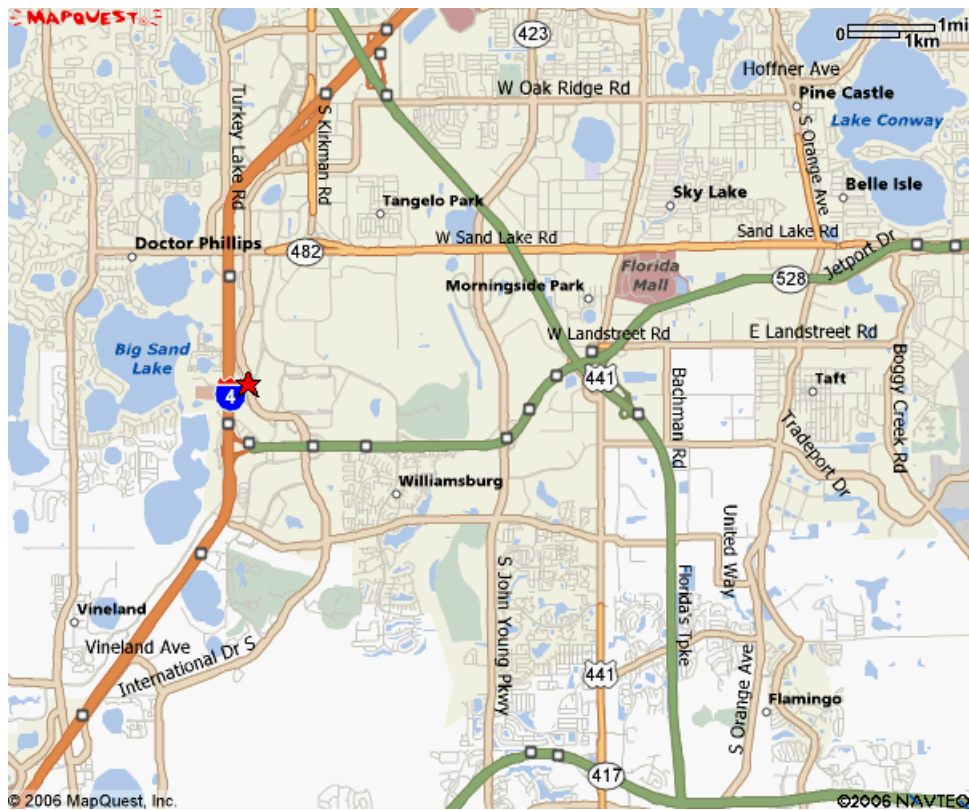 MAPQUEST
423
0 1mi
1km
Hoffner Ave
W Oak Ridge Rd
Pine Castle
Turkey Lake Rd
S Kirkman Rd
S Orange Ave
Lake Conway
Tangelo Park
Sky Lake
Belle Isle
Doctor Phillips
482
W Sand Lake Rd
Sand Lake Rd
Jetport Dr
Florida
Mall
528
Morningside Park
W Landstreet Rd
E Landstreet Rd
Big Sand
Lake
4
441
Bachman Rd
Taft
Boggy Creek Rd
Tradeport Dr
Williamsburg
United Way
S John Young Pkwy
Florida's Tpke
Vineland
Vineland Ave
International Dr S
441
S Orange Ave
Flamingo
417
© 2006 MapQuest, Inc.
©2006 NAVTEQ